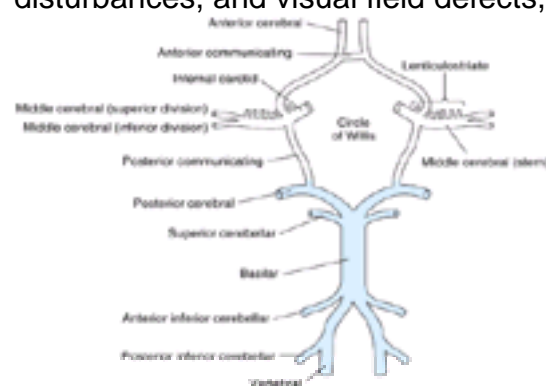 disturbances, and visual field defects,
Anterior cerebral
Anterior communicating
Internal carotid
Lenticulostriate
Middle cerebral (superior division)
Middle cerebral (inferior division)
Circle
of Willis
Posterior communicating
Middle cerebral (stem)
Posterior cerebral
Superior cerebellar
Basilar
Anterior inferior cerebellar
Posterior inferior cerebellar
Vertebral